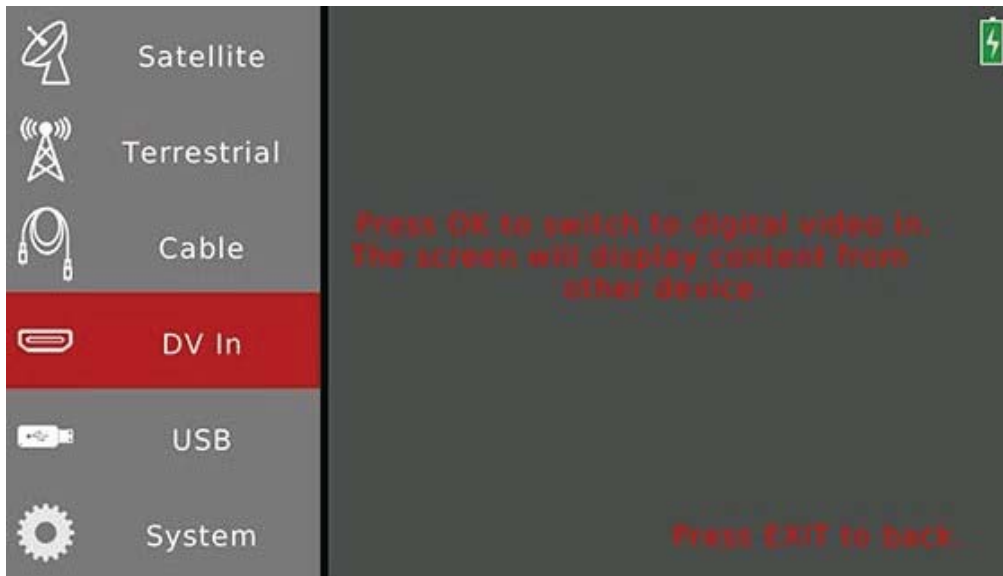 Satellite
Terrestrial
Cable
DV In
USB
System
Press OK to switch to digital video in.
The screen will display content from
other device.
Press EXIT to back.